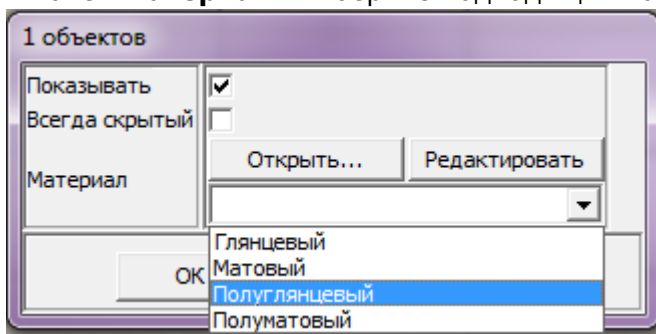 1 объектов
Показывать
Всегда скрытый
Материал
Открыть... Редактировать
Глянцевый
Матовый
Полуглянцевый
Полуматовый
ОК